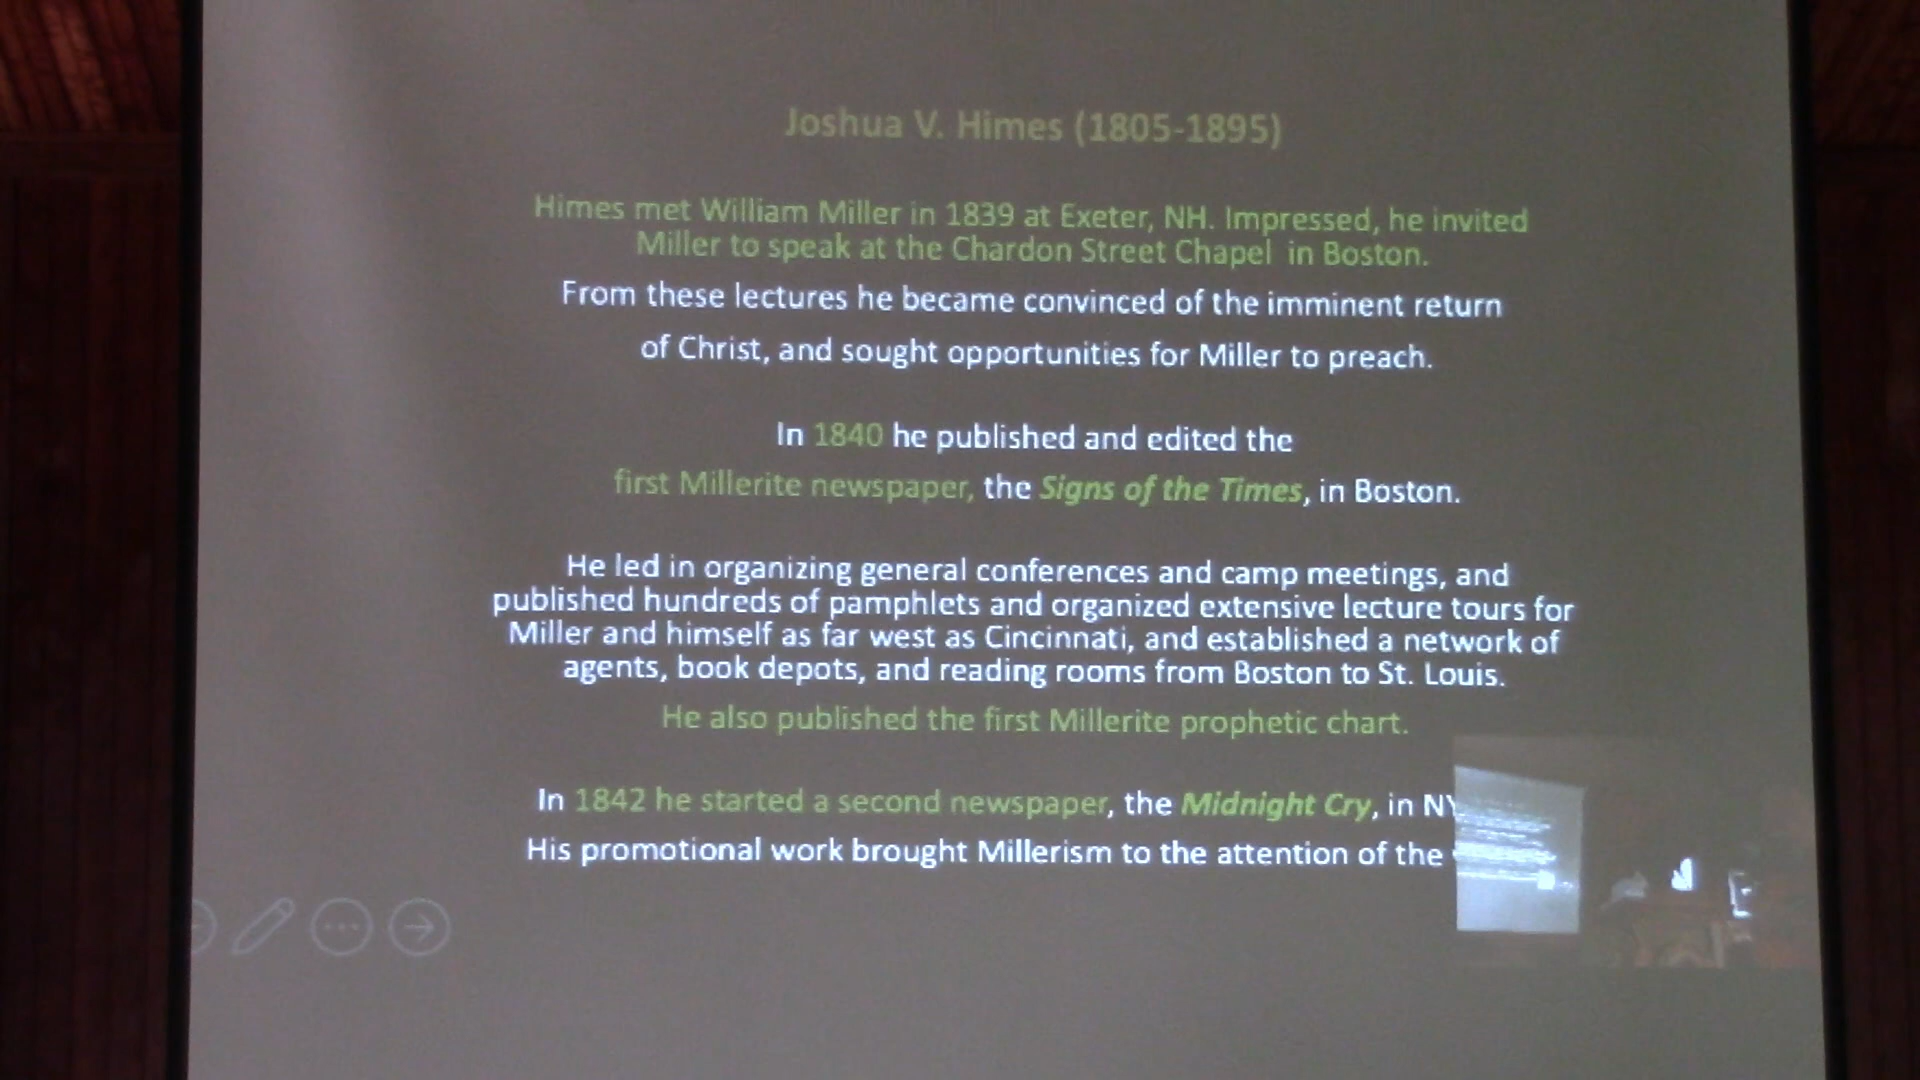 Joshua V. Himes (1805-1895)
Himes met William Miller in 1839 at Exeter, NH. Impressed, he invited
Miller to speak at the Chardon Street Chapel in Boston.
From these lectures he became convinced of the imminent return
of Christ, and sought opportunities for Miller to preach.
In 1840 he published and edited the
first Millerite newspaper, the Signs of the Times, in Boston.
He led in organizing general conferences and camp meetings, and
published hundreds of pamphlets and organized extensive lecture tours for
Miller and himself as far west as Cincinnati, and established a network of
agents, book depots, and reading rooms from Boston to St. Louis.
He also published the first Millerite prophetic chart.
In 1842 he started a second newspaper, the Midnight Cry, in NY
His promotional work brought Millerism to the attention of the